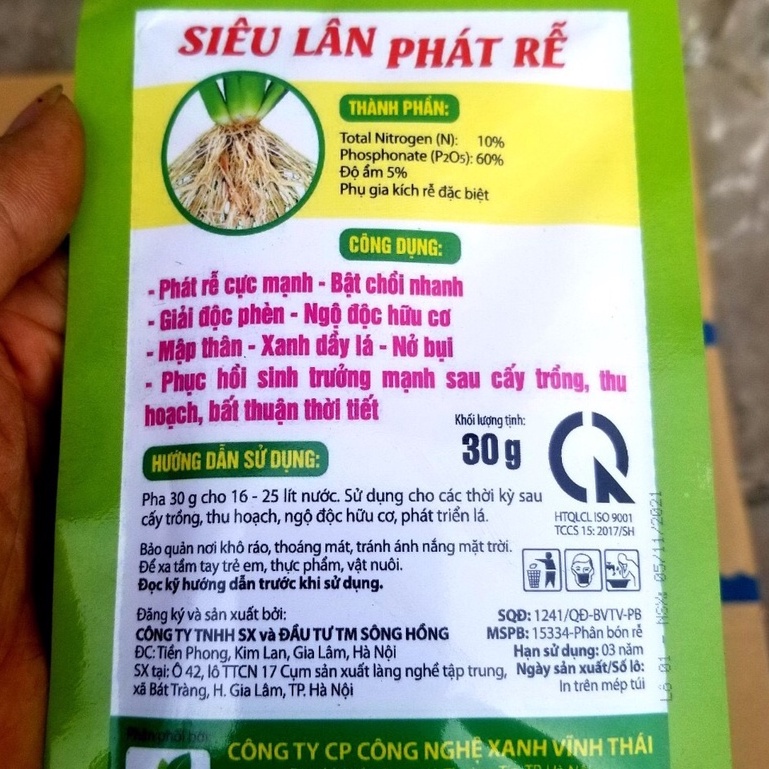 SIÊU LÂN PHÁT RỄ
THÀNH PHẦN:
Total Nitrogen (N): 10%
Phosphonate (P2O5): 60%
Độ ẩm 5%
Phụ gia kích rễ đặc biệt
CÔNG DỤNG:
- Phát rễ cực mạnh - Bật chồi nhanh
- Giải độc phèn - Ngộ độc hữu cơ
- Mập thân - Xanh dầy lá - Nở bụi
- Phục hồi sinh trưởng mạnh sau cấy trồng, thu
hoạch, bất thuận thời tiết
Khối lượng tịnh:
30 g
HƯỚNG DẪN SỬ DỤNG:
Pha 30 g cho 16 - 25 lít nước. Sử dụng cho các thời kỳ sau
cấy trồng, thu hoạch, ngộ độc hữu cơ, phát triển lá.
HTQLCL ISO 9001
TCCS 15: 2017/SH
Bảo quản nơi khô ráo, thoáng mát, tránh ánh nắng mặt trời.
Để xa tầm tay trẻ em, thực phẩm, vật nuôi.
Đọc kỹ hướng dẫn trước khi sử dụng.
Đăng ký và sản xuất bởi:
CÔNG TY TNHH SX và ĐẦU TƯ TM SÔNG HỒNG
ĐC: Tiền Phong, Kim Lan, Gia Lâm, Hà Nội
SX tại: Ô 42, lô TTCN 17 Cụm sản xuất làng nghề tập trung,
xã Bát Tràng, H. Gia Lâm, TP. Hà Nội
SQĐ: 1241/QĐ-BVTV-PB
MSPB: 15334-Phân bón rễ
Hạn sử dụng: 03 năm
Ngày sản xuất/Số lô:
In trên mép túi
Lô 01 - NSX: 05/11/2021
Phân phối bởi:
CÔNG TY CP CÔNG NGHỆ XANH VĨNH THÁI